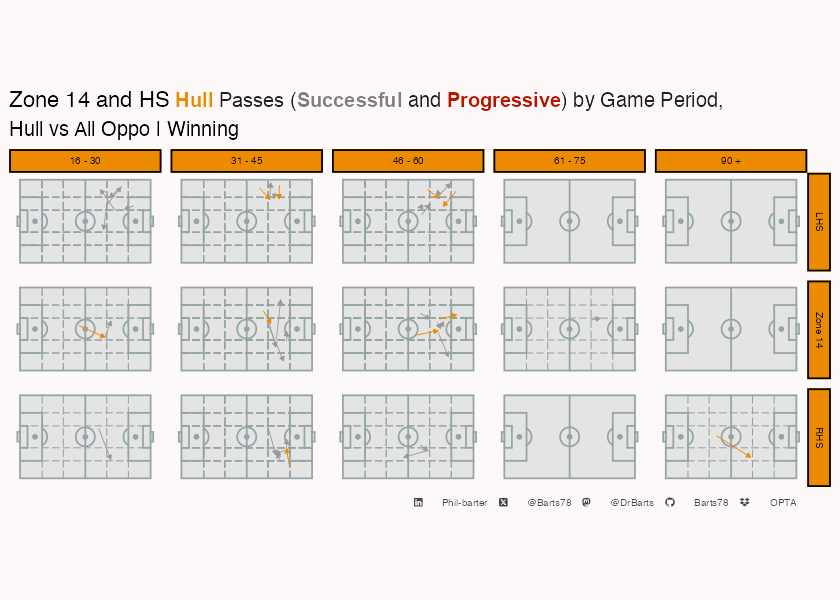 Zone 14 and HS Hull Passes (Successful and Progressive) by Game Period,
Hull vs All Oppo I Winning
16 - 30 31 - 45 46 - 60 61 - 75 90 +
LHS
Zone 14
RHS
Phil-barter @Barts78 @DrBarts Barts78 OPTA